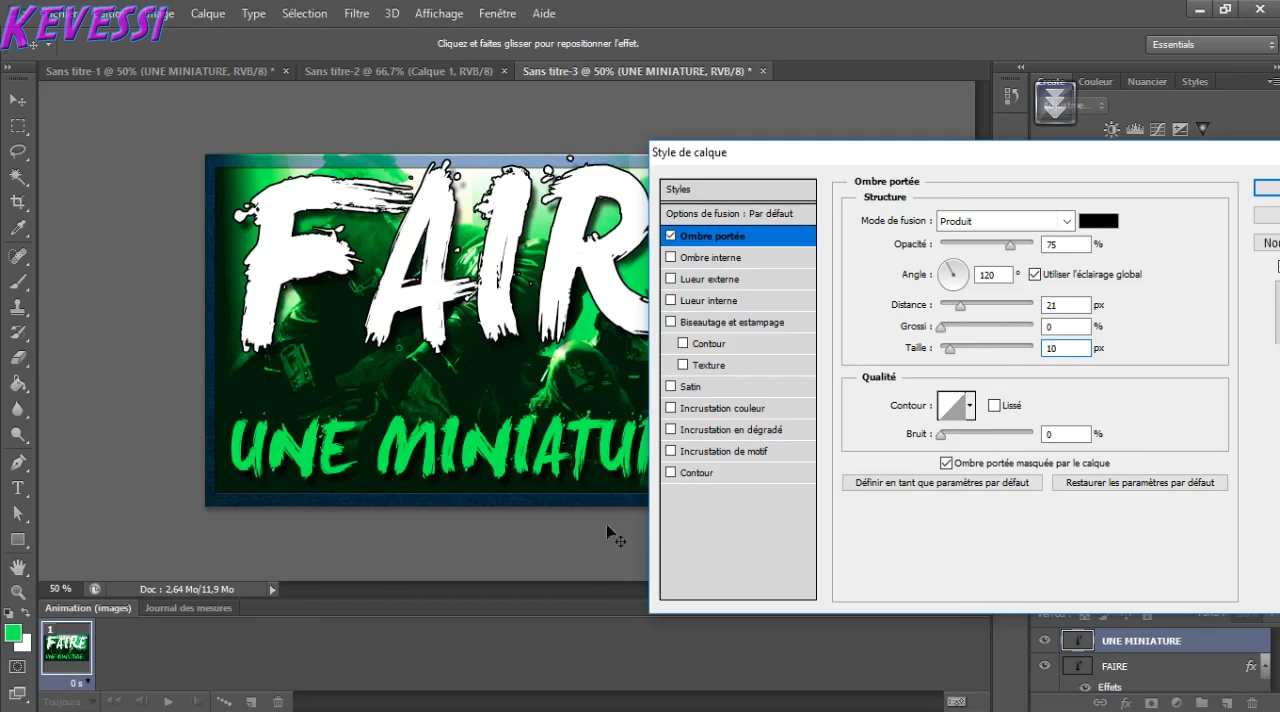 KEVESSI
Image Calque Type Sélection Filtre 3D Affichage Fenêtre Aide
Cliquez et faites glisser pour repositionner l'effet.
Essentials
Sans titre-1 @ 50% (UNE MINIATURE, RVB/8) * × Sans titre-2 @ 66,7% (Calque 1, RVB/8) × Sans titre-3 @ 50% (UNE MINIATURE, RVB/8) * ×
Couleur Nuancier Styles
Style de calque
FAIR
UNE MINIATU
Styles
Options de fusion : Par défaut
Ombre portée
Ombre interne
Lueur externe
Lueur interne
Biseautage et estampage
Contour
Texture
Satin
Incrustation couleur
Incrustation en dégradé
Incrustation de motif
Contour
Ombre portée
Structure
Mode de fusion : Produit
Opacité : 75 %
Angle : 120 ° Utiliser l'éclairage global
Distance : 21 px
Grossi : 0 %
Taille : 10 px
Qualité
Contour : Lissé
Bruit : 0 %
Ombre portée masquée par le calque
Définir en tant que paramètres par défaut Restaurer les paramètres par défaut
50 % Doc : 2,64 Mo/11,9 Mo
Animation (images) Journal des mesures
1
FAIRE
UNE MINIATURE
0 s
Toujours
UNE MINIATURE
FAIRE fx
Effets